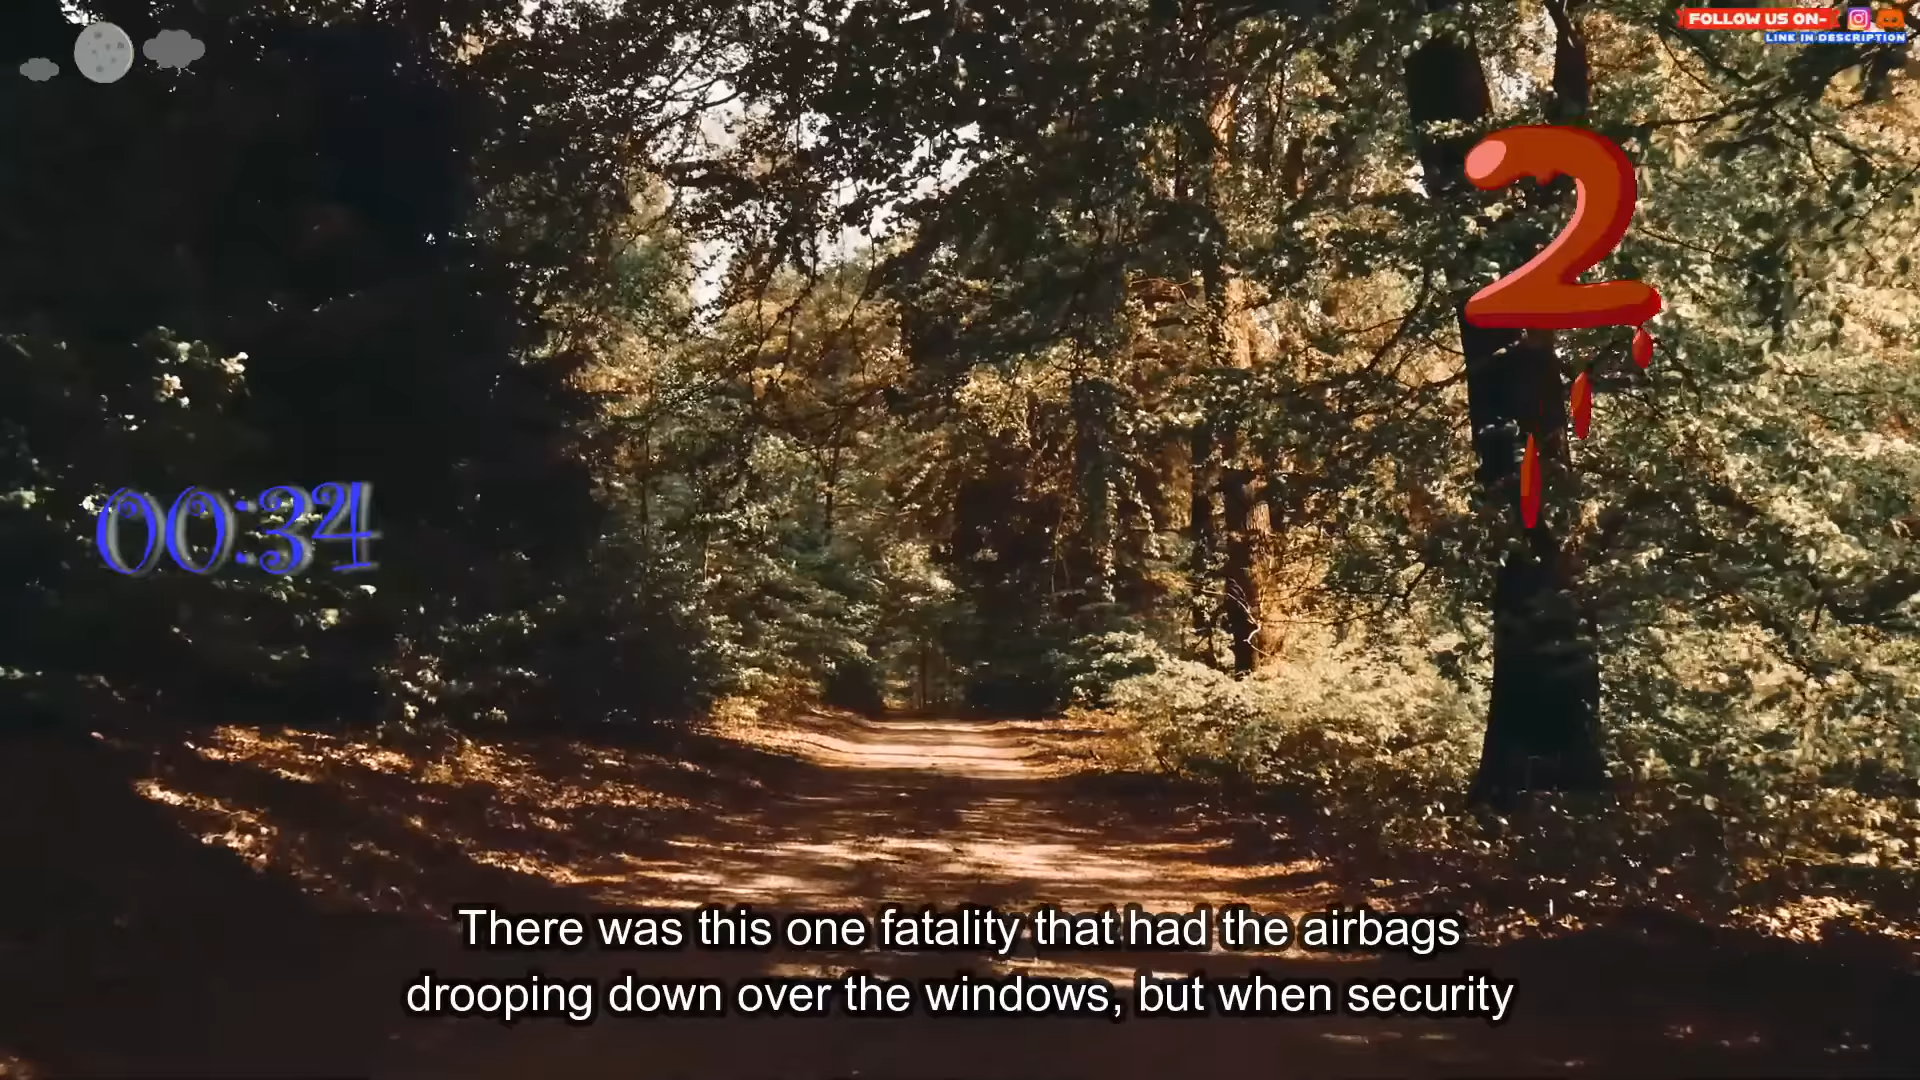 FOLLOW US ON-
LINK IN DESCRIPTION
2
00:34
There was this one fatality that had the airbags
drooping down over the windows, but when security